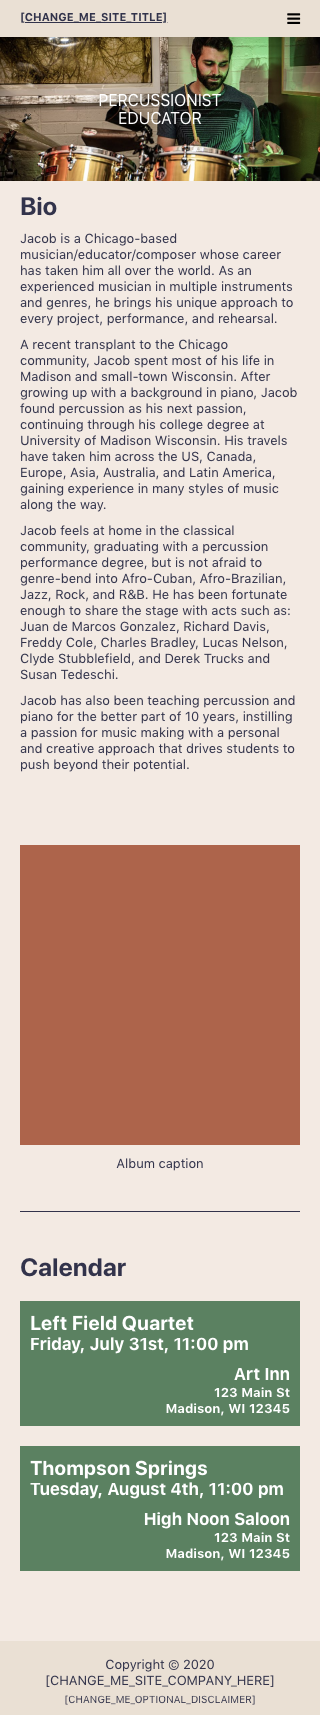 [CHANGE_ME_SITE_TITLE]
PERCUSSIONIST
EDUCATOR
Bio
Jacob is a Chicago-based
musician/educator/composer whose career
has taken him all over the world. As an
experienced musician in multiple instruments
and genres, he brings his unique approach to
every project, performance, and rehearsal.
A recent transplant to the Chicago
community, Jacob spent most of his life in
Madison and small-town Wisconsin. After
growing up with a background in piano, Jacob
found percussion as his next passion,
continuing through his college degree at
University of Madison Wisconsin. His travels
have taken him across the US, Canada,
Europe, Asia, Australia, and Latin America,
gaining experience in many styles of music
along the way.
Jacob feels at home in the classical
community, graduating with a percussion
performance degree, but is not afraid to
genre-bend into Afro-Cuban, Afro-Brazilian,
Jazz, Rock, and R&B. He has been fortunate
enough to share the stage with acts such as:
Juan de Marcos Gonzalez, Richard Davis,
Freddy Cole, Charles Bradley, Lucas Nelson,
Clyde Stubblefield, and Derek Trucks and
Susan Tedeschi.
Jacob has also been teaching percussion and
piano for the better part of 10 years, instilling
a passion for music making with a personal
and creative approach that drives students to
push beyond their potential.
Album caption
Calendar
Left Field Quartet
Friday, July 31st, 11:00 pm
Art Inn
123 Main St
Madison, WI 12345
Thompson Springs
Tuesday, August 4th, 11:00 pm
High Noon Saloon
123 Main St
Madison, WI 12345
Copyright © 2020
[CHANGE_ME_SITE_COMPANY_HERE]
[CHANGE_ME_OPTIONAL_DISCLAIMER]